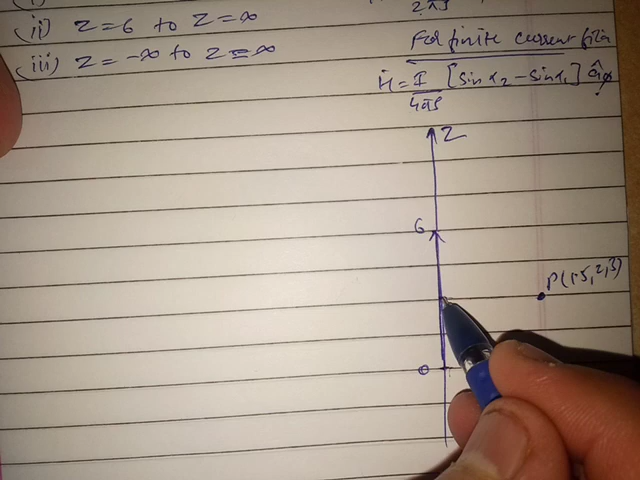 ii) Z = 6 to Z = ∞
iii) Z = -∞ to Z = ∞
For finite current fila
H = I/4πρ [sin α₂ - sin α₁] âφ
Z
6
P(1.5, 2, 3)
0